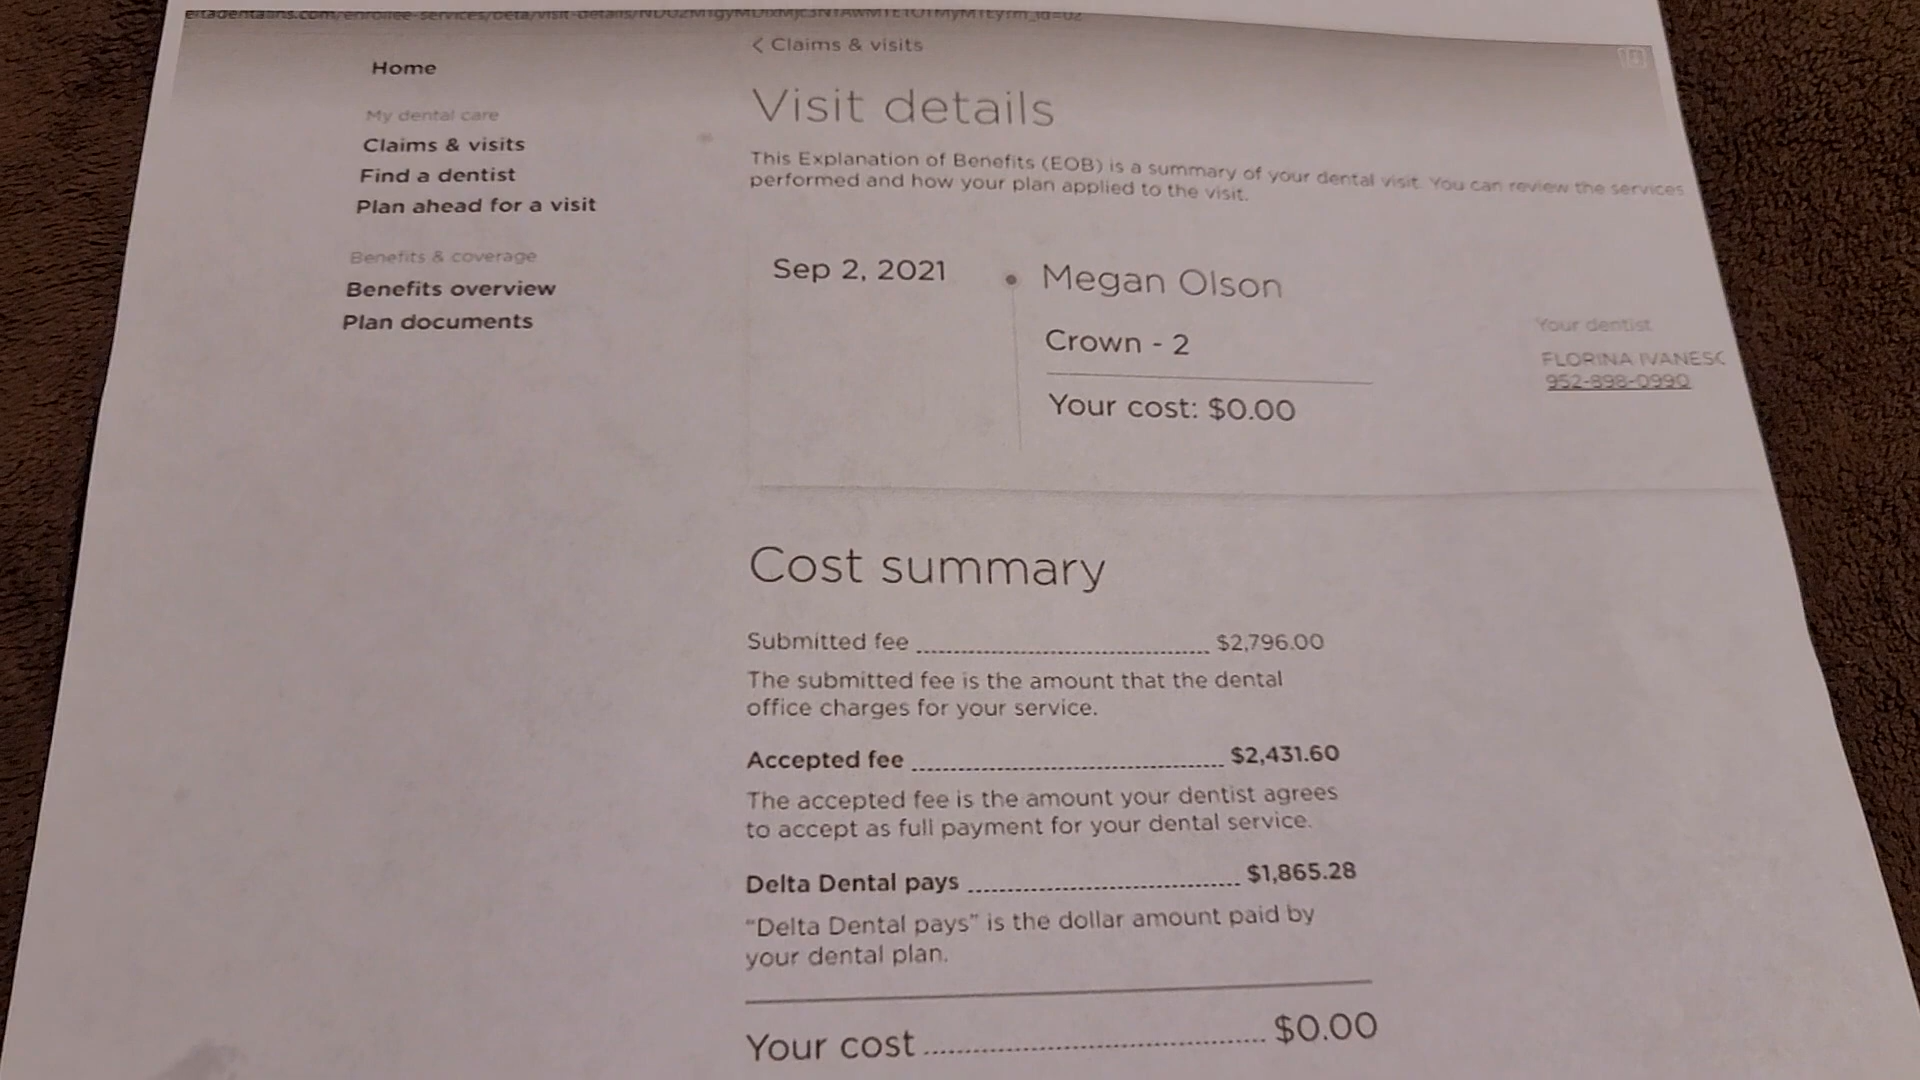 < Claims & visits
Home
My dental care
Claims & visits
Find a dentist
Plan ahead for a visit
Benefits & coverage
Benefits overview
Plan documents
Visit details
This Explanation of Benefits (EOB) is a summary of your dental visit. You can review the services
performed and how your plan applied to the visit.
Sep 2, 2021
Megan Olson
Crown - 2
Your cost: $0.00
Your dentist
FLORINA IVANESC
952-898-0990
Cost summary
Submitted fee $2,796.00
The submitted fee is the amount that the dental
office charges for your service.
Accepted fee $2,431.60
The accepted fee is the amount your dentist agrees
to accept as full payment for your dental service.
Delta Dental pays $1,865.28
"Delta Dental pays" is the dollar amount paid by
your dental plan.
Your cost $0.00